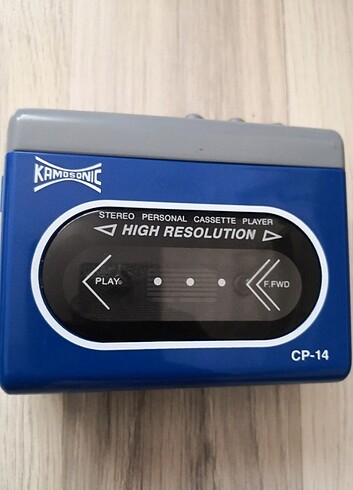 KAMOSONIC
STEREO PERSONAL CASSETTE PLAYER
HIGH RESOLUTION
PLAY
F.FWD
CP-14